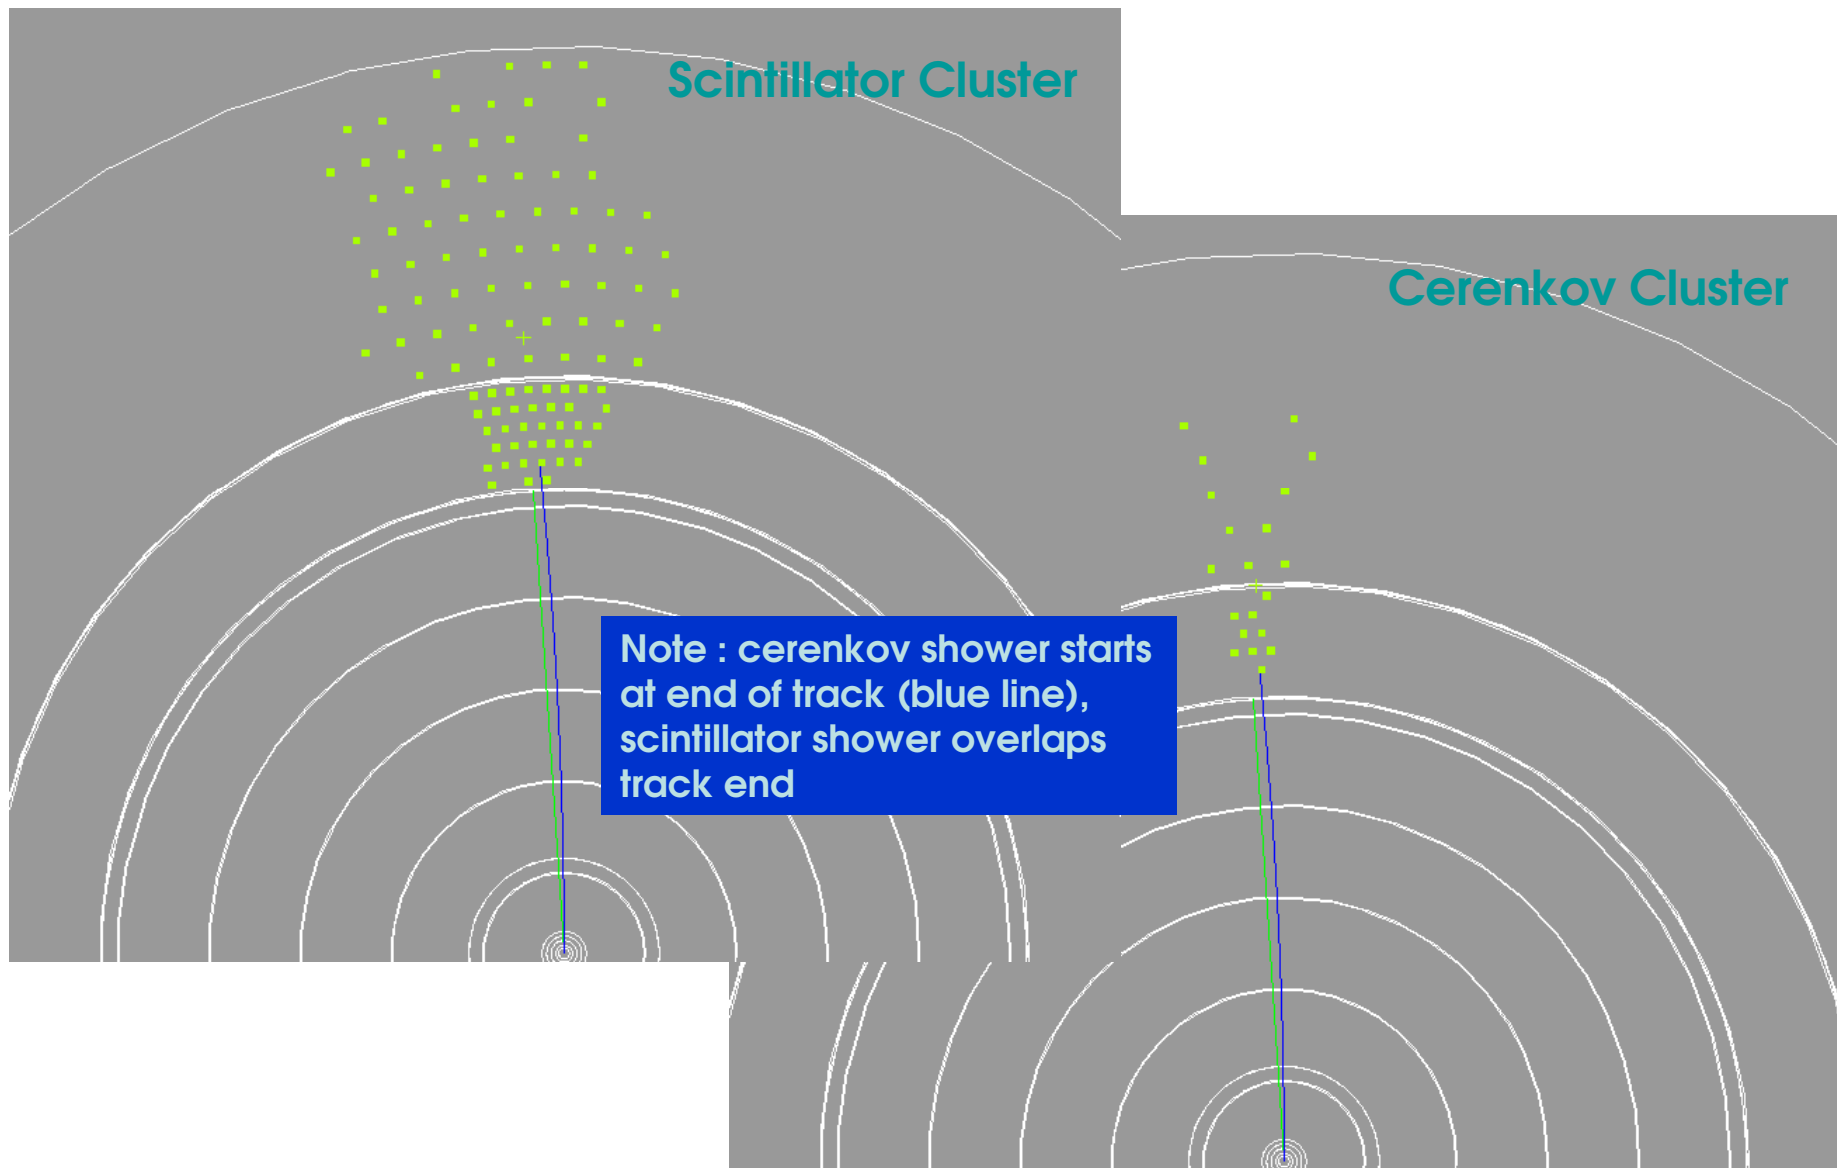 Scintillator Cluster
Cerenkov Cluster
Note : cerenkov shower starts
at end of track (blue line),
scintillator shower overlaps
track end